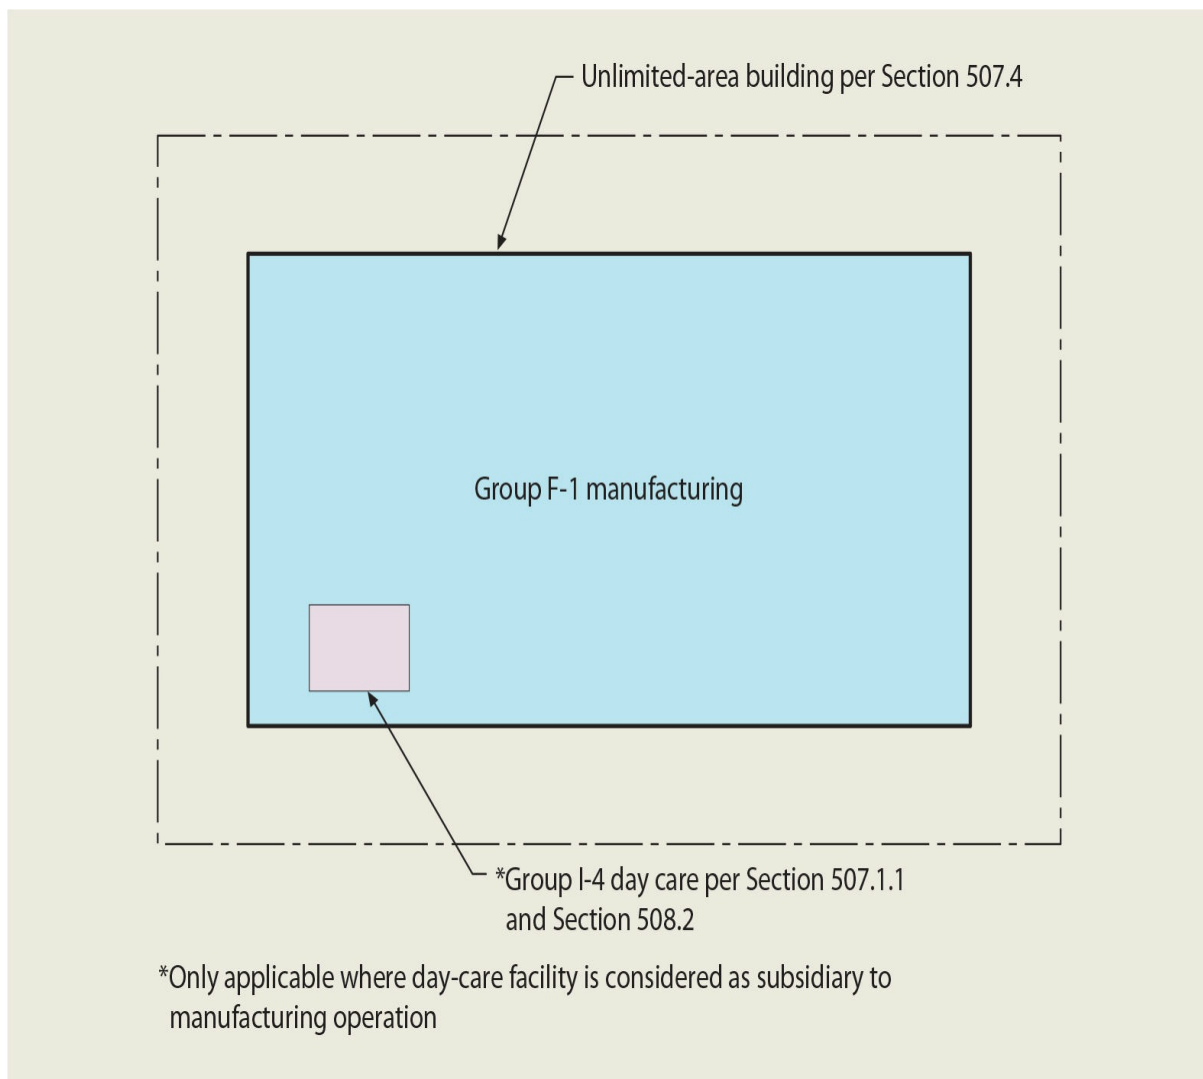 Unlimited-area building per Section 507.4
Group F-1 manufacturing
*Group I-4 day care per Section 507.1.1
and Section 508.2
*Only applicable where day-care facility is considered as subsidiary to
manufacturing operation